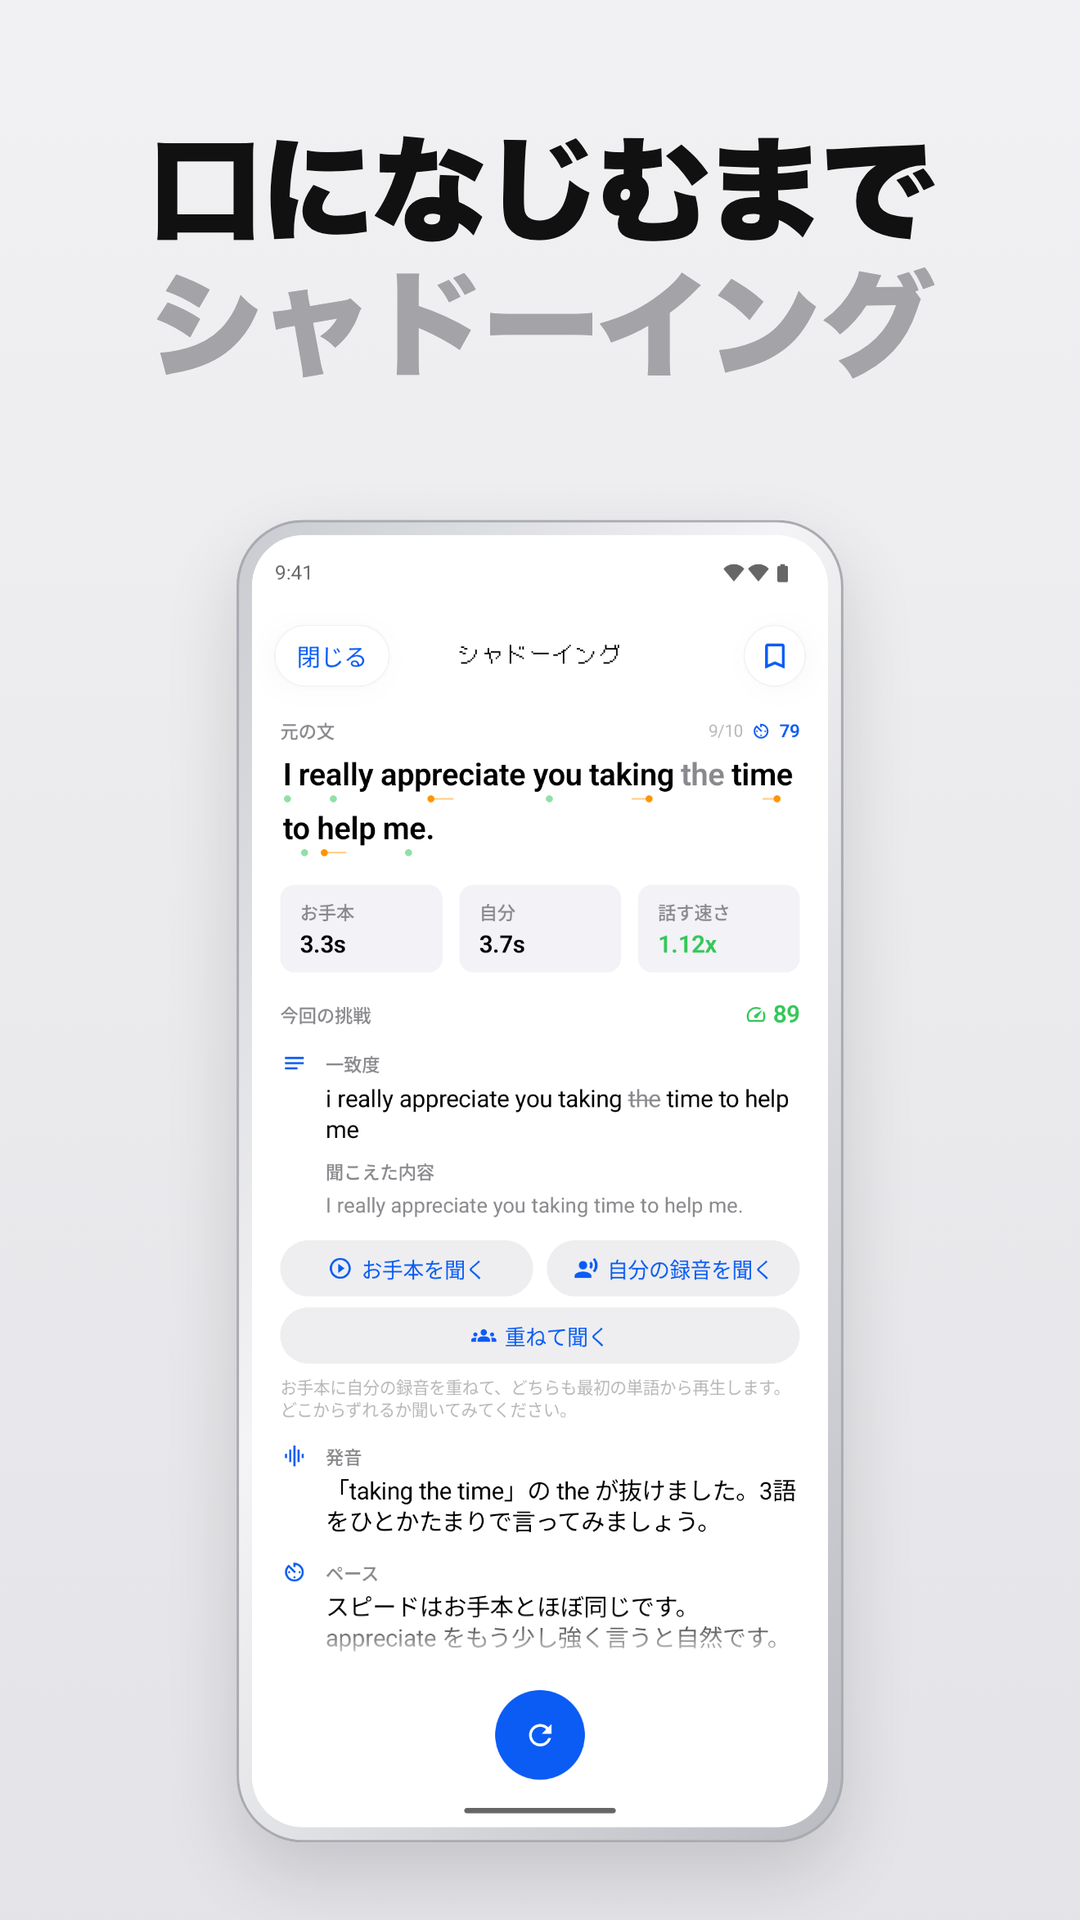 口になじむまで
シャドーイング
9:41
閉じる
シャドーイング
元の文
9/10 79
I really appreciate you taking the time
to help me.
お手本
3.3s
自分
3.7s
話す速さ
1.12x
今回の挑戦
89
一致度
i really appreciate you taking the time to help
me
聞こえた内容
I really appreciate you taking time to help me.
お手本を聞く
自分の録音を聞く
重ねて聞く
お手本に自分の録音を重ねて、どちらも最初の単語から再生します。
どこからずれるか聞いてみてください。
発音
「taking the time」の the が抜けました。3語
をひとかたまりで言ってみましょう。
ペース
スピードはお手本とほぼ同じです。
appreciate をもう少し強く言うと自然です。